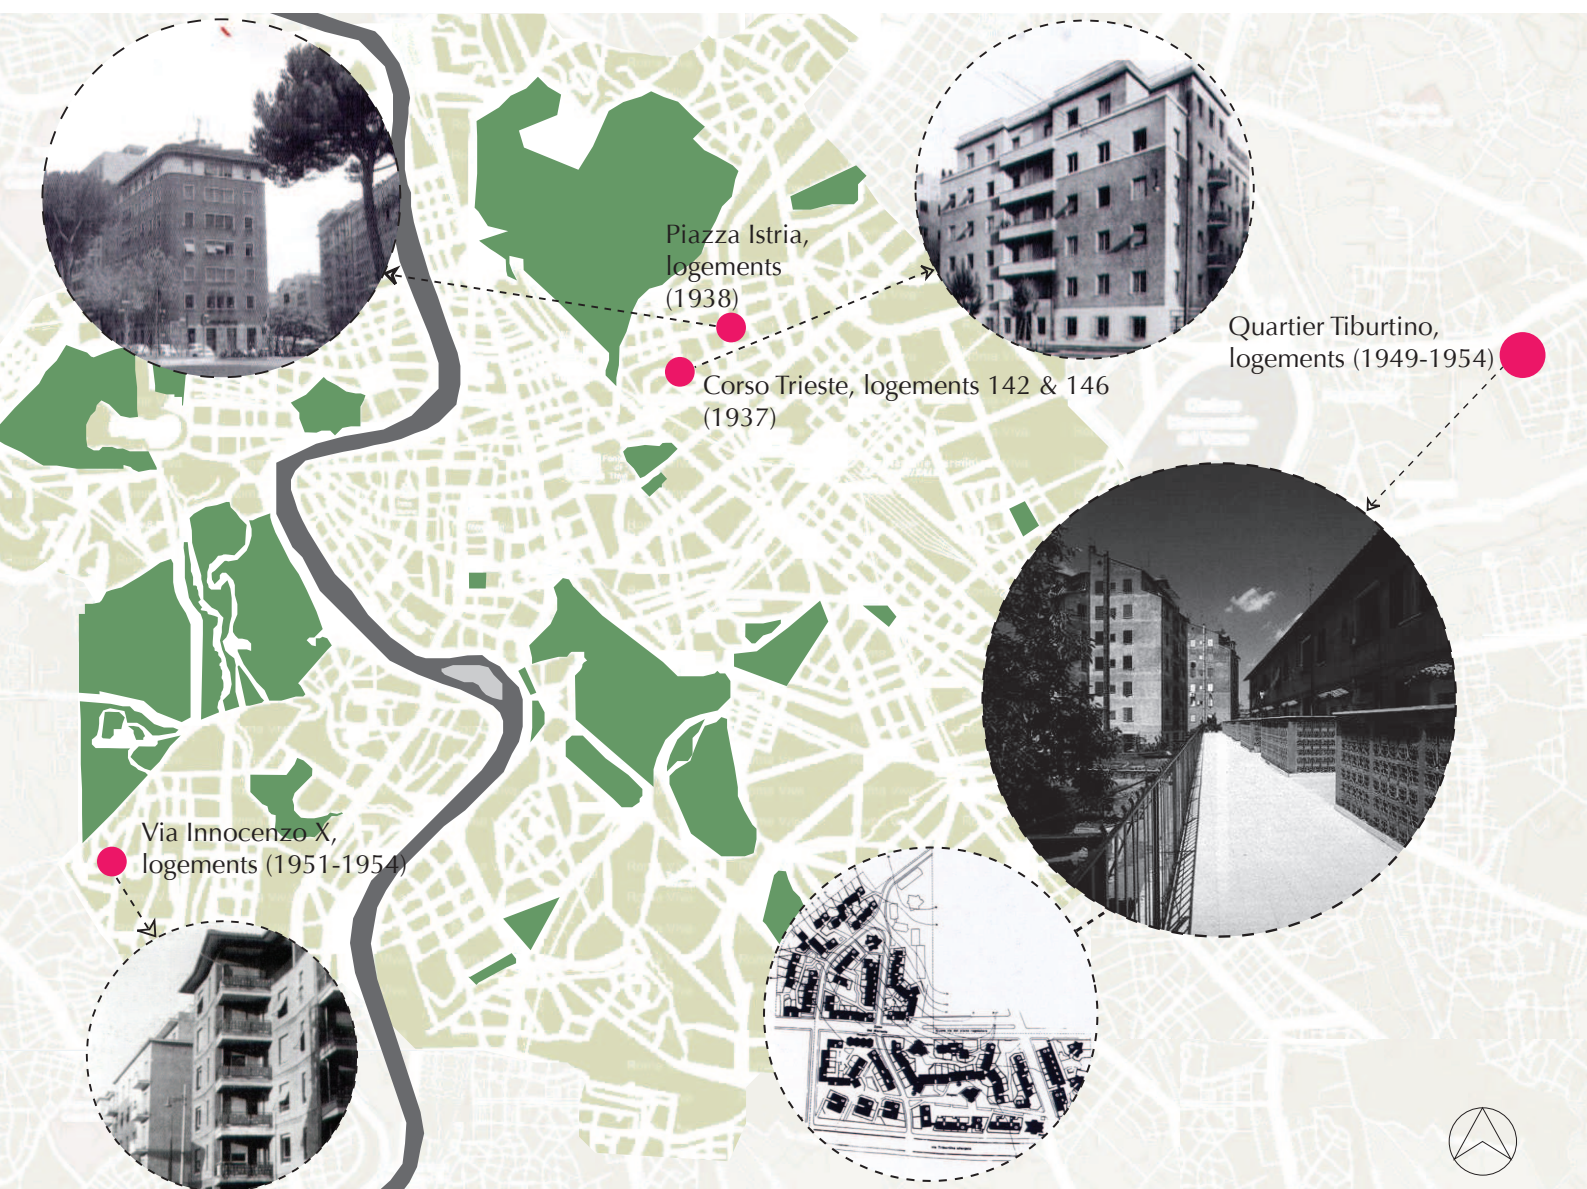 Piazza Istria,
logements
(1938)
Quartier Tiburtino,
logements (1949-1954)
Corso Trieste, logements 142 & 146
(1937)
Via Innocenzo X,
logements (1951-1954)